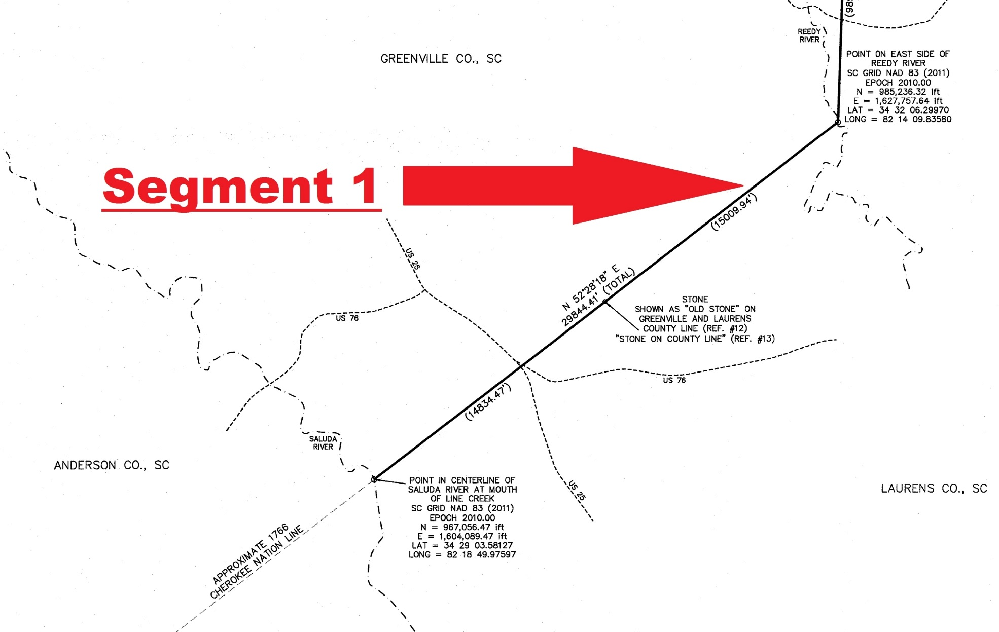 (98
REEDY
RIVER
GREENVILLE CO., SC
POINT ON EAST SIDE OF
REEDY RIVER
SC GRID NAD 83 (2011)
EPOCH 2010.00
N = 985,236.32 ift
E = 1,627,757.64 ift
LAT = 34 32 06.29970
LONG = 82 14 09.83580
Segment 1
(15009.94')
US 25
N 52°28'18" E
29844.41' (TOTAL)
STONE
SHOWN AS "OLD STONE" ON
GREENVILLE AND LAURENS
COUNTY LINE (REF. #12)
"STONE ON COUNTY LINE" (REF. #13)
US 76
US 76
(14834.47')
SALUDA
RIVER
ANDERSON CO., SC
POINT IN CENTERLINE OF
SALUDA RIVER AT MOUTH
OF LINE CREEK
SC GRID NAD 83 (2011)
EPOCH 2010.00
N = 967,056.47 ift
E = 1,604,089.47 ift
LAT = 34 29 03.58127
LONG = 82 18 49.97597
US 25
LAURENS CO., SC
APPROXIMATE 1766
CHEROKEE NATION LINE